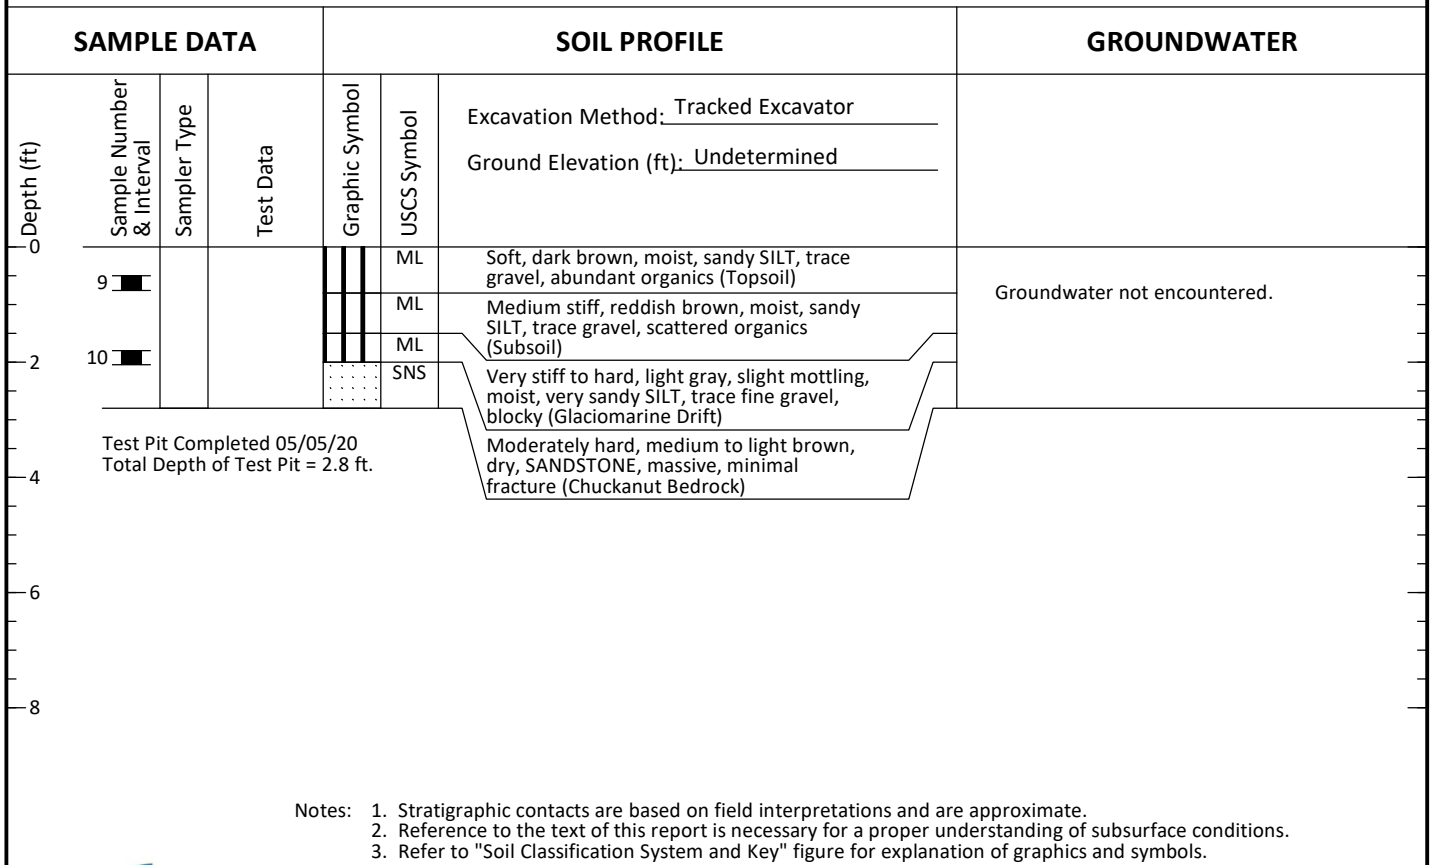 SAMPLE DATA
SOIL PROFILE
GROUNDWATER
Depth (ft)
Sample Number
& Interval
Sampler Type
Test Data
Graphic Symbol
USCS Symbol
Excavation Method: Tracked Excavator
Ground Elevation (ft): Undetermined
0
2
4
6
8
9
10
ML
Soft, dark brown, moist, sandy SILT, trace
gravel, abundant organics (Topsoil)
ML
Medium stiff, reddish brown, moist, sandy
SILT, trace gravel, scattered organics
(Subsoil)
ML
Very stiff to hard, light gray, slight mottling,
moist, very sandy SILT, trace fine gravel,
blocky (Glaciomarine Drift)
SNS
Moderately hard, medium to light brown,
dry, SANDSTONE, massive, minimal
fracture (Chuckanut Bedrock)
Groundwater not encountered.
Test Pit Completed 05/05/20
Total Depth of Test Pit = 2.8 ft.
Notes: 1. Stratigraphic contacts are based on field interpretations and are approximate.
2. Reference to the text of this report is necessary for a proper understanding of subsurface conditions.
3. Refer to "Soil Classification System and Key" figure for explanation of graphics and symbols.